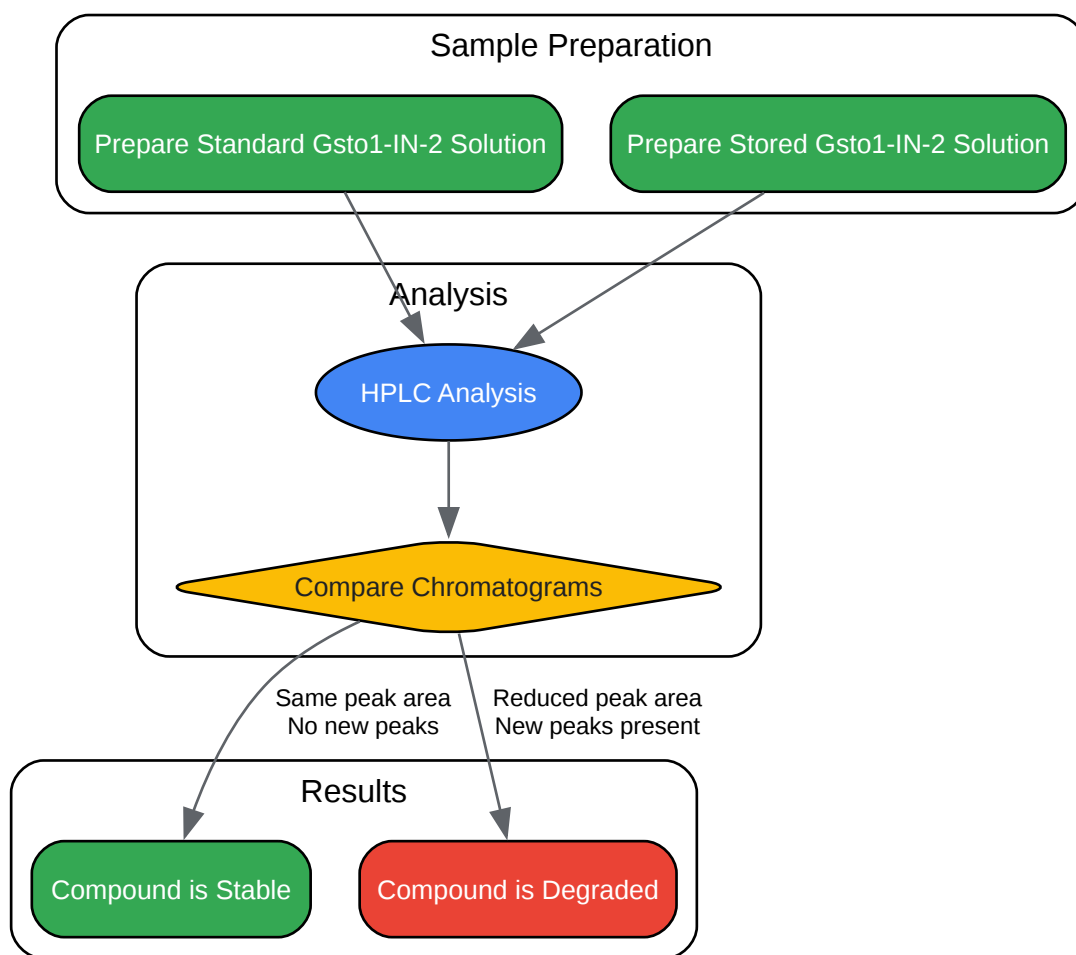 Sample Preparation
Prepare Standard Gsto1-IN-2 Solution
Prepare Stored Gsto1-IN-2 Solution
Analysis
HPLC Analysis
Compare Chromatograms
Same peak area
No new peaks
Reduced peak area
New peaks present
Results
Compound is Stable
Compound is Degraded